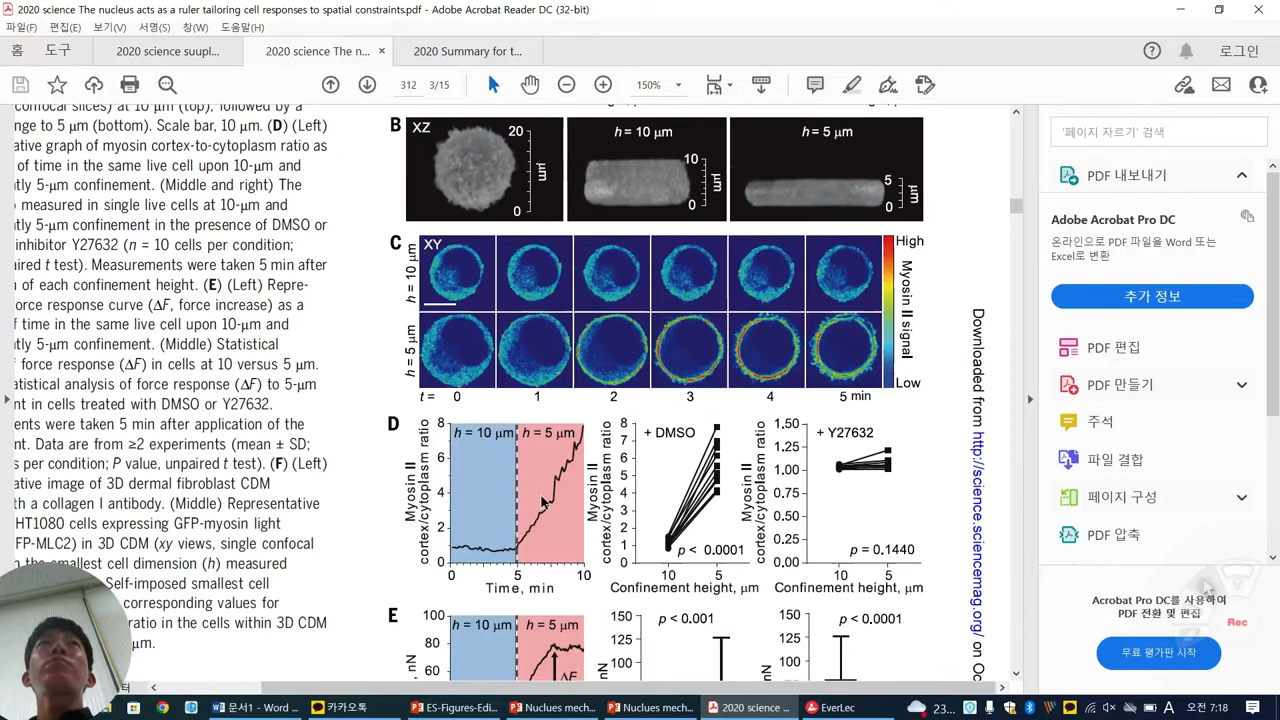 2020 science The nucleus acts as a ruler tailoring cell responses to spatial constraints.pdf - Adobe Acrobat Reader DC (32-bit)
파일(F) 편집(E) 보기(V) 서명(S) 창(W) 도움말(H)
홈 도구 2020 science suupl... 2020 science The n... × 2020 Summary for t... 로그인
312 3/15 150%
confocal slices) at 10 μm (top), followed by a
nge to 5 μm (bottom). Scale bar, 10 μm. (D) (Left)
ative graph of myosin cortex-to-cytoplasm ratio as
of time in the same live cell upon 10-μm and
ntly 5-μm confinement. (Middle and right) The
measured in single live cells at 10-μm and
ntly 5-μm confinement in the presence of DMSO or
inhibitor Y27632 (n = 10 cells per condition;
ired t test). Measurements were taken 5 min after
n of each confinement height. (E) (Left) Repre-
orce response curve (ΔF, force increase) as a
f time in the same live cell upon 10-μm and
ntly 5-μm confinement. (Middle) Statistical
f force response (ΔF) in cells at 10 versus 5 μm.
atistical analysis of force response (ΔF) to 5-μm
nt in cells treated with DMSO or Y27632.
ents were taken 5 min after application of the
nt. Data are from ≥2 experiments (mean ± SD;
s per condition; P value, unpaired t test). (F) (Left)
ative image of 3D dermal fibroblast CDM
th a collagen I antibody. (Middle) Representative
HT1080 cells expressing GFP-myosin light
FP-MLC2) in 3D CDM (xy views, single confocal
n the smallest cell dimension (h) measured
Self-imposed smallest cell
corresponding values for
ratio in the cells within 3D CDM
μm.
B
XZ 20 μm 0
h = 10 μm 10 μm 0
h = 5 μm 5 μm 0
C
XY
h = 10 μm
h = 5 μm
High
Myosin II signal
Low
t = 0 1 2 3 4 5 min
D
Myosin II cortex/cytoplasm ratio
8 6 4 2 0
h = 10 μm h = 5 μm
0 5 10
Time, min
Myosin II cortex/cytoplasm ratio
8 7 6 5 4 3 2 1 0
+ DMSO
p < 0.0001
10 5
Confinement height, μm
Myosin II cortex/cytoplasm ratio
1.50 1.25 1.00 0.75 0.50 0.25 0.00
+ Y27632
p = 0.1440
10 5
Confinement height, μm
E
100 80 60
nN
h = 10 μm h = 5 μm
ΔF
150 125 100
nN
p < 0.001
150 125 100
nN
p < 0.0001
Downloaded from http://science.sciencemag.org/ on Oc
'페이지 자르기' 검색
PDF 내보내기
Adobe Acrobat Pro DC
온라인으로 PDF 파일을 Word 또는
Excel로 변환
추가 정보
PDF 편집
PDF 만들기
주석
파일 결합
페이지 구성
PDF 압축
Acrobat Pro DC를 사용하여
PDF 전환 및 편집
무료 평가판 시작
Rec
터 문서1 - Word ... 카카오톡 ES-Figures-Edi... Nuclues mech... Nuclues mech... 2020 science ... EverLec 23... A 오전 7:18